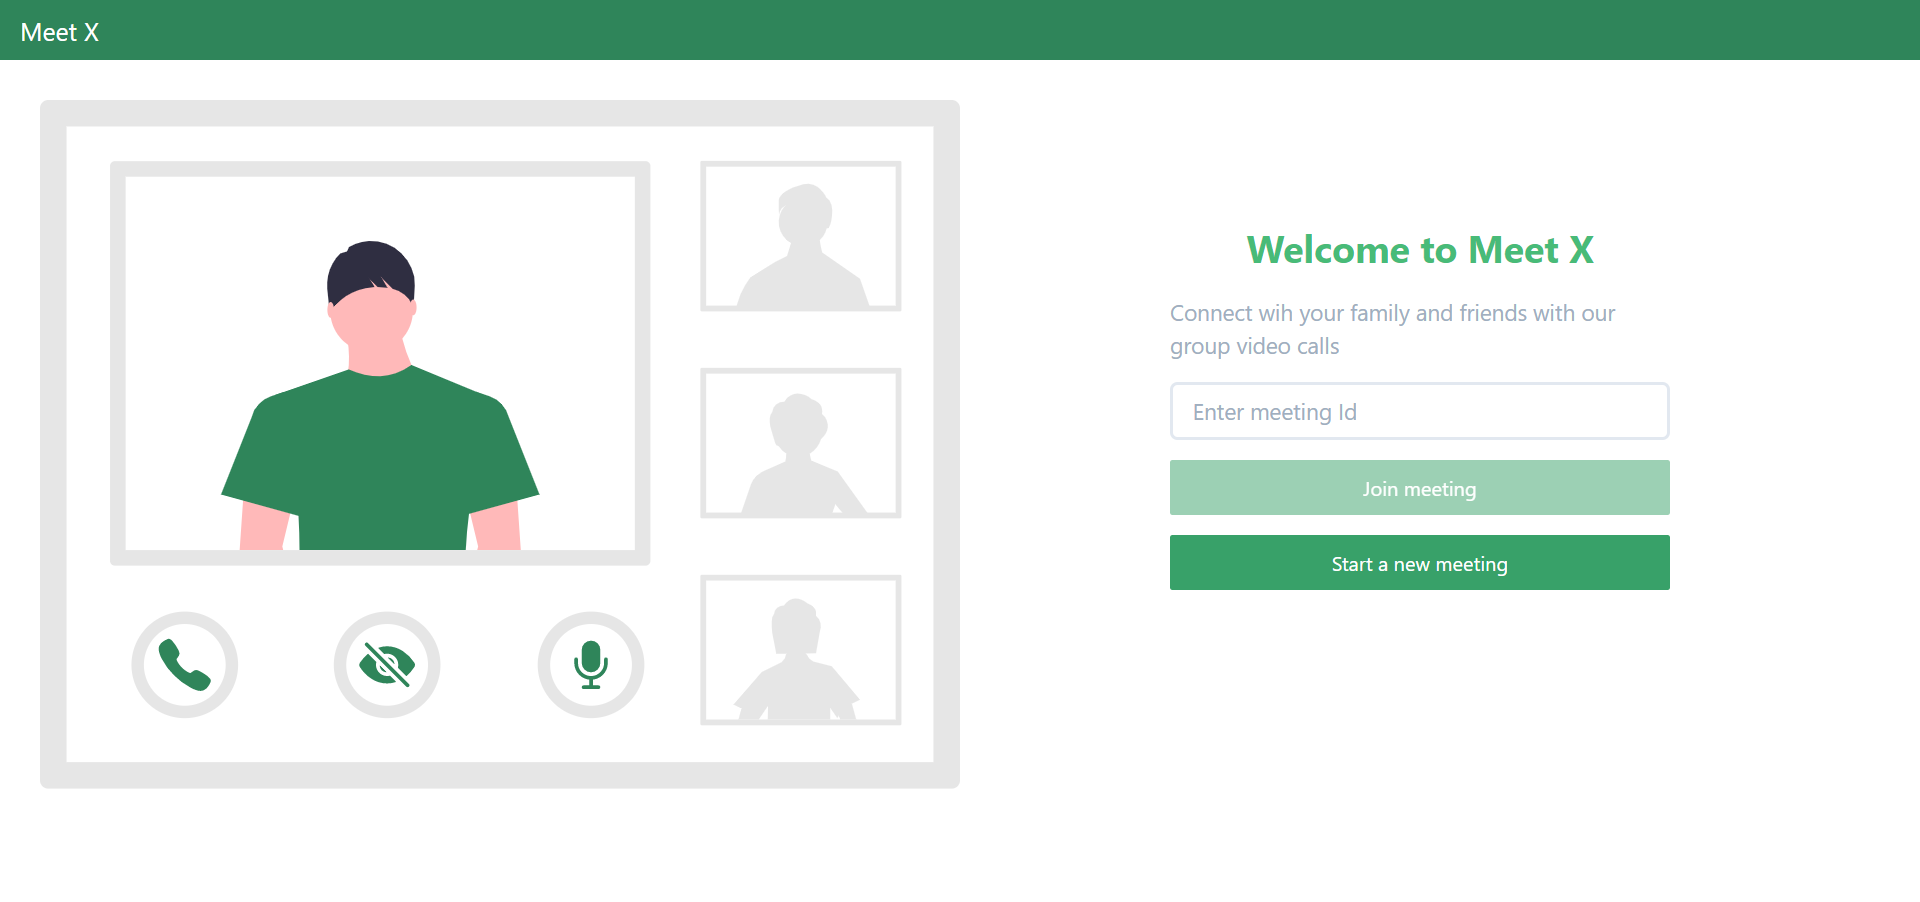 Meet X
Welcome to Meet X
Connect wih your family and friends with our
group video calls
Enter meeting Id
Join meeting
Start a new meeting